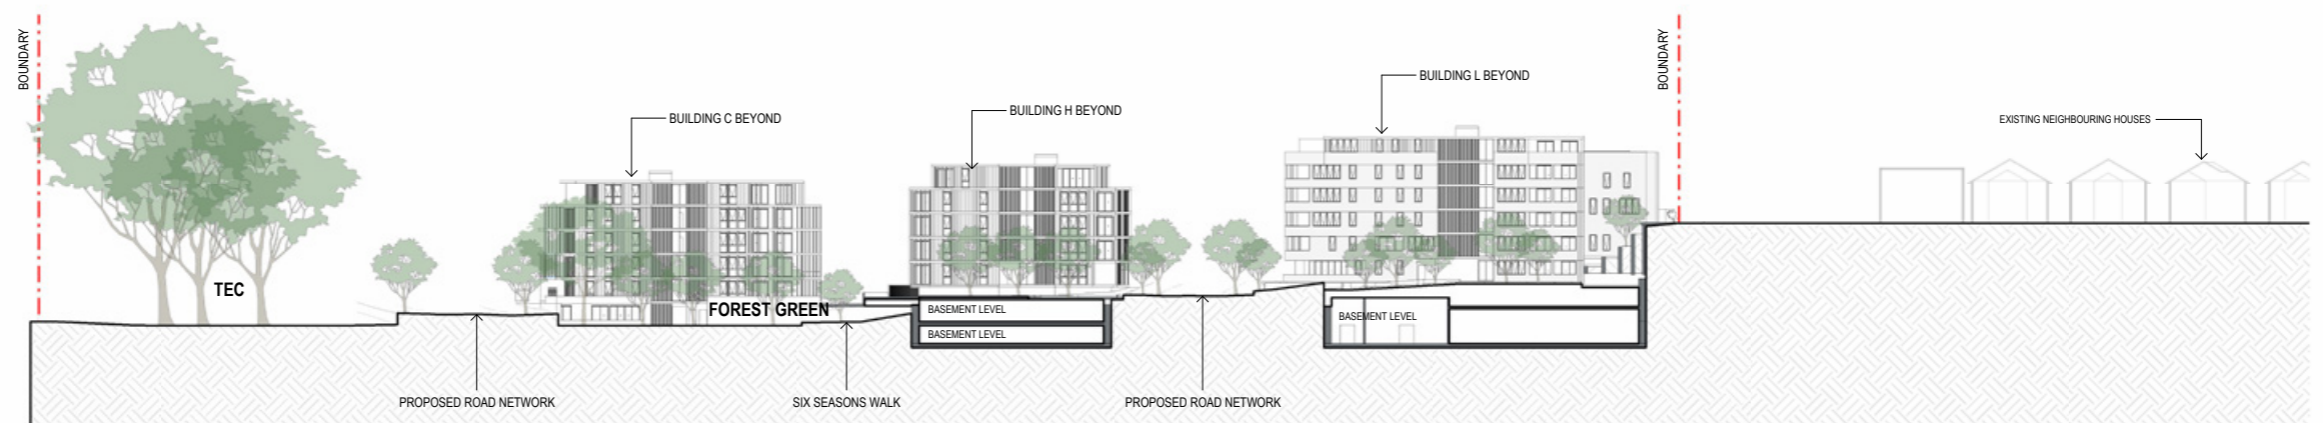 BOUNDARY
BUILDING C BEYOND
BUILDING H BEYOND
BUILDING L BEYOND
BOUNDARY
EXISTING NEIGHBOURING HOUSES
TEC
FOREST GREEN
BASEMENT LEVEL
BASEMENT LEVEL
BASEMENT LEVEL
PROPOSED ROAD NETWORK
SIX SEASONS WALK
PROPOSED ROAD NETWORK